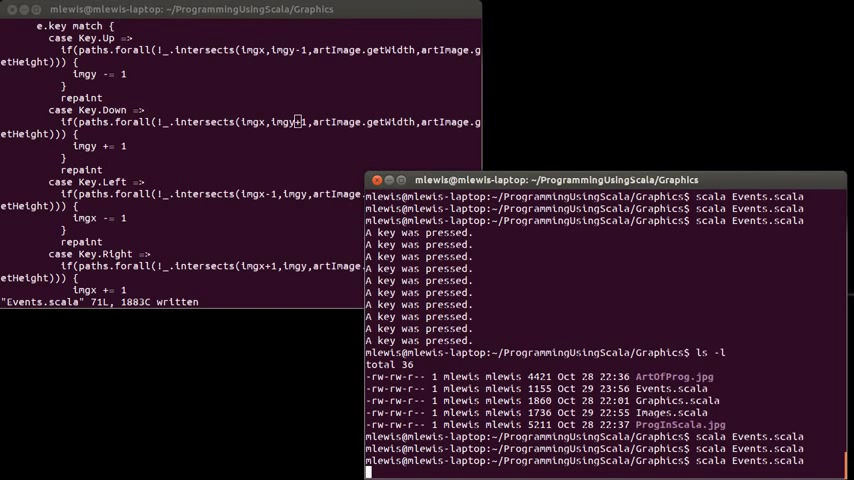 mlewis@mlewis-laptop: ~/ProgrammingUsingScala/Graphics
e.key match {
case Key.Up =>
if(paths.forall(!_.intersects(imgx,imgy-1,artImage.getWidth,artImage.g
etHeight))) {
imgy -= 1
}
repaint
case Key.Down =>
if(paths.forall(!_.intersects(imgx,imgy+1,artImage.getWidth,artImage.g
etHeight))) {
imgy += 1
}
repaint
case Key.Left =>
if(paths.forall(!_.intersects(imgx-1,imgy,artImage
etHeight))) {
imgx -= 1
}
repaint
case Key.Right =>
if(paths.forall(!_.intersects(imgx+1,imgy,artImage
etHeight))) {
imgx += 1
"Events.scala" 71L, 1883C written
mlewis@mlewis-laptop: ~/ProgrammingUsingScala/Graphics
mlewis@mlewis-laptop:~/ProgrammingUsingScala/Graphics$ scala Events.scala
mlewis@mlewis-laptop:~/ProgrammingUsingScala/Graphics$ scala Events.scala
mlewis@mlewis-laptop:~/ProgrammingUsingScala/Graphics$ scala Events.scala
A key was pressed.
A key was pressed.
A key was pressed.
A key was pressed.
A key was pressed.
A key was pressed.
A key was pressed.
A key was pressed.
A key was pressed.
A key was pressed.
mlewis@mlewis-laptop:~/ProgrammingUsingScala/Graphics$ ls -l
total 36
-rw-rw-r-- 1 mlewis mlewis 4421 Oct 28 22:36 ArtOfProg.jpg
-rw-rw-r-- 1 mlewis mlewis 1155 Oct 29 23:56 Events.scala
-rw-rw-r-- 1 mlewis mlewis 1860 Oct 28 22:01 Graphics.scala
-rw-rw-r-- 1 mlewis mlewis 1736 Oct 29 22:55 Images.scala
-rw-rw-r-- 1 mlewis mlewis 5211 Oct 28 22:37 ProgInScala.jpg
mlewis@mlewis-laptop:~/ProgrammingUsingScala/Graphics$ scala Events.scala
mlewis@mlewis-laptop:~/ProgrammingUsingScala/Graphics$ scala Events.scala
mlewis@mlewis-laptop:~/ProgrammingUsingScala/Graphics$ scala Events.scala